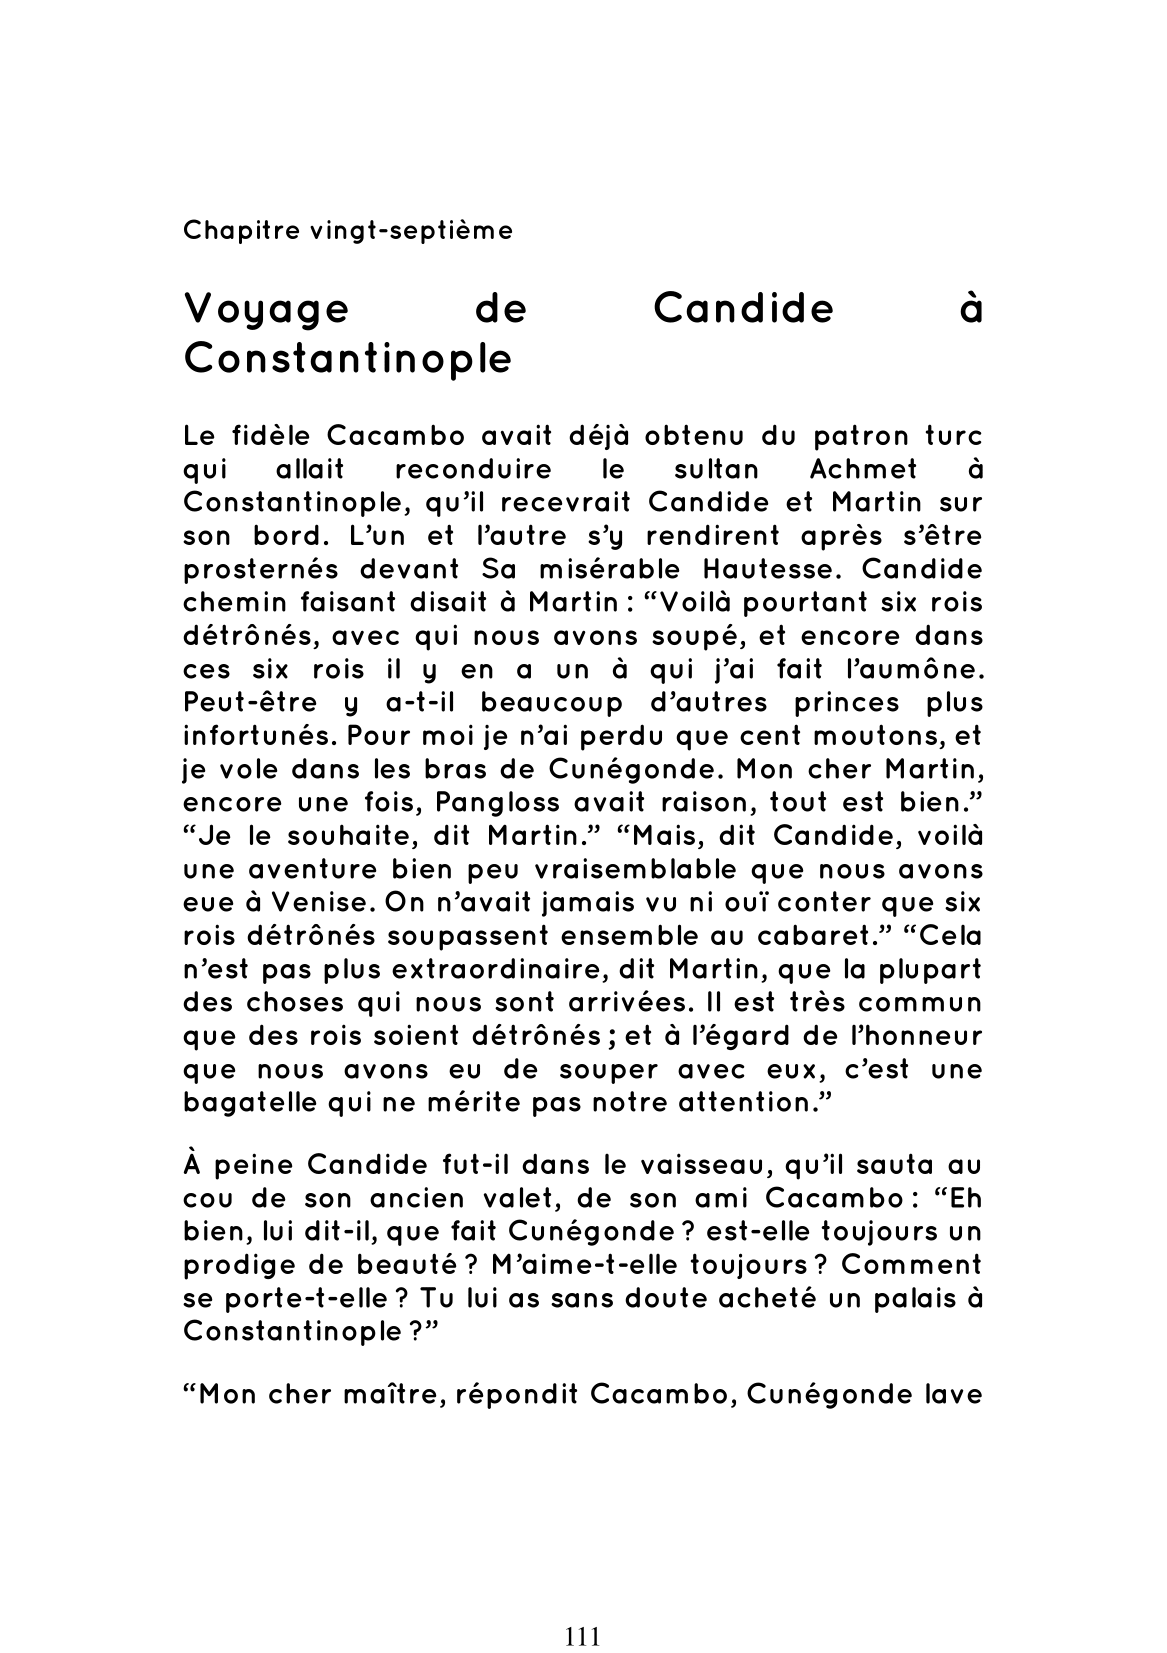 Chapitre vingt-septième
Voyage de Candide à
Constantinople
Le fidèle Cacambo avait déjà obtenu du patron turc
qui allait reconduire le sultan Achmet à
Constantinople, qu’il recevrait Candide et Martin sur
son bord. L’un et l’autre s’y rendirent après s’être
prosternés devant Sa misérable Hautesse. Candide
chemin faisant disait à Martin : “Voilà pourtant six rois
détrônés, avec qui nous avons soupé, et encore dans
ces six rois il y en a un à qui j’ai fait l’aumône.
Peut-être y a-t-il beaucoup d’autres princes plus
infortunés. Pour moi je n’ai perdu que cent moutons, et
je vole dans les bras de Cunégonde. Mon cher Martin,
encore une fois, Pangloss avait raison, tout est bien.”
“Je le souhaite, dit Martin.” “Mais, dit Candide, voilà
une aventure bien peu vraisemblable que nous avons
eue à Venise. On n’avait jamais vu ni ouï conter que six
rois détrônés soupassent ensemble au cabaret.” “Cela
n’est pas plus extraordinaire, dit Martin, que la plupart
des choses qui nous sont arrivées. Il est très commun
que des rois soient détrônés ; et à l’égard de l’honneur
que nous avons eu de souper avec eux, c’est une
bagatelle qui ne mérite pas notre attention.”
À peine Candide fut-il dans le vaisseau, qu’il sauta au
cou de son ancien valet, de son ami Cacambo : “Eh
bien, lui dit-il, que fait Cunégonde ? est-elle toujours un
prodige de beauté ? M’aime-t-elle toujours ? Comment
se porte-t-elle ? Tu lui as sans doute acheté un palais à
Constantinople ?”
“Mon cher maître, répondit Cacambo, Cunégonde lave
111